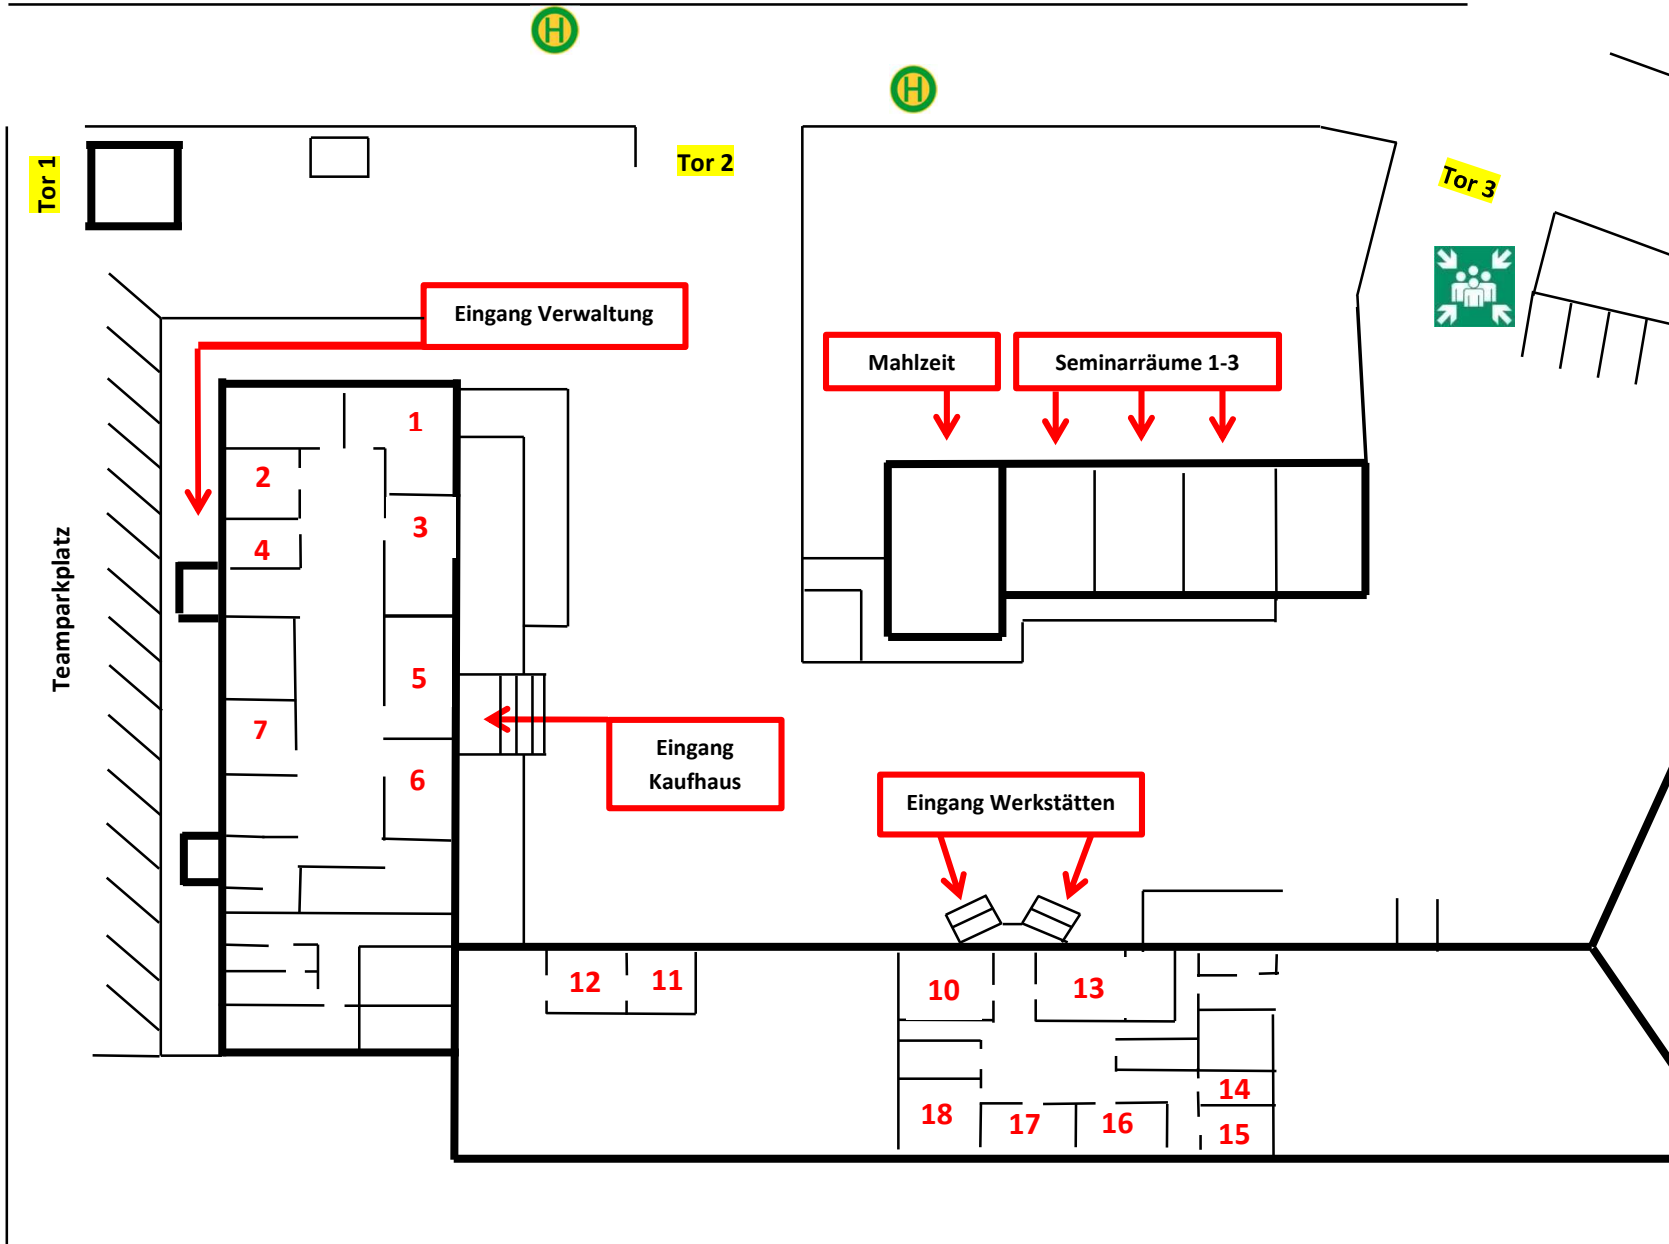 H
H
Tor 1
Tor 2
Tor 3
Eingang Verwaltung
Mahlzeit
Seminarräume 1-3
1
2
3
4
Teamparkplatz
5
7
6
Eingang
Kaufhaus
Eingang Werkstätten
12
11
10
13
14
18
17
16
15